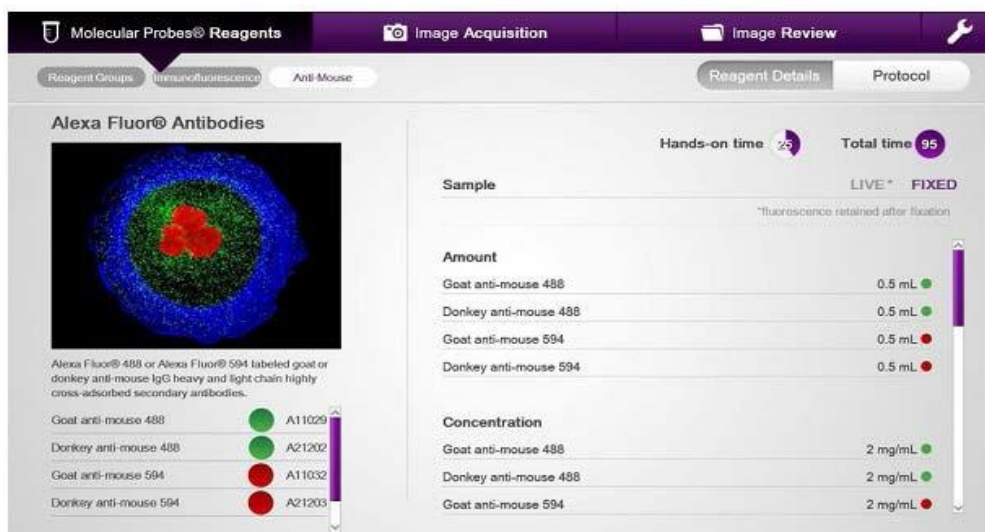 Molecular Probes® Reagents
Image Acquisition
Image Review
Reagent Groups
Immunofluorescence
Anti-Mouse
Reagent Details
Protocol
Alexa Fluor® Antibodies
Alexa Fluor® 488 or Alexa Fluor® 594 labeled goat or
donkey anti-mouse IgG heavy and light chain highly
cross-adsorbed secondary antibodies.
Goat anti-mouse 488 A11029
Donkey anti-mouse 488 A21202
Goat anti-mouse 594 A11032
Donkey anti-mouse 594 A21203
Hands-on time 25 Total time 95
Sample LIVE* FIXED
*fluorescence retained after fixation
Amount
Goat anti-mouse 488 0.5 mL
Donkey anti-mouse 488 0.5 mL
Goat anti-mouse 594 0.5 mL
Donkey anti-mouse 594 0.5 mL
Concentration
Goat anti-mouse 488 2 mg/mL
Donkey anti-mouse 488 2 mg/mL
Goat anti-mouse 594 2 mg/mL